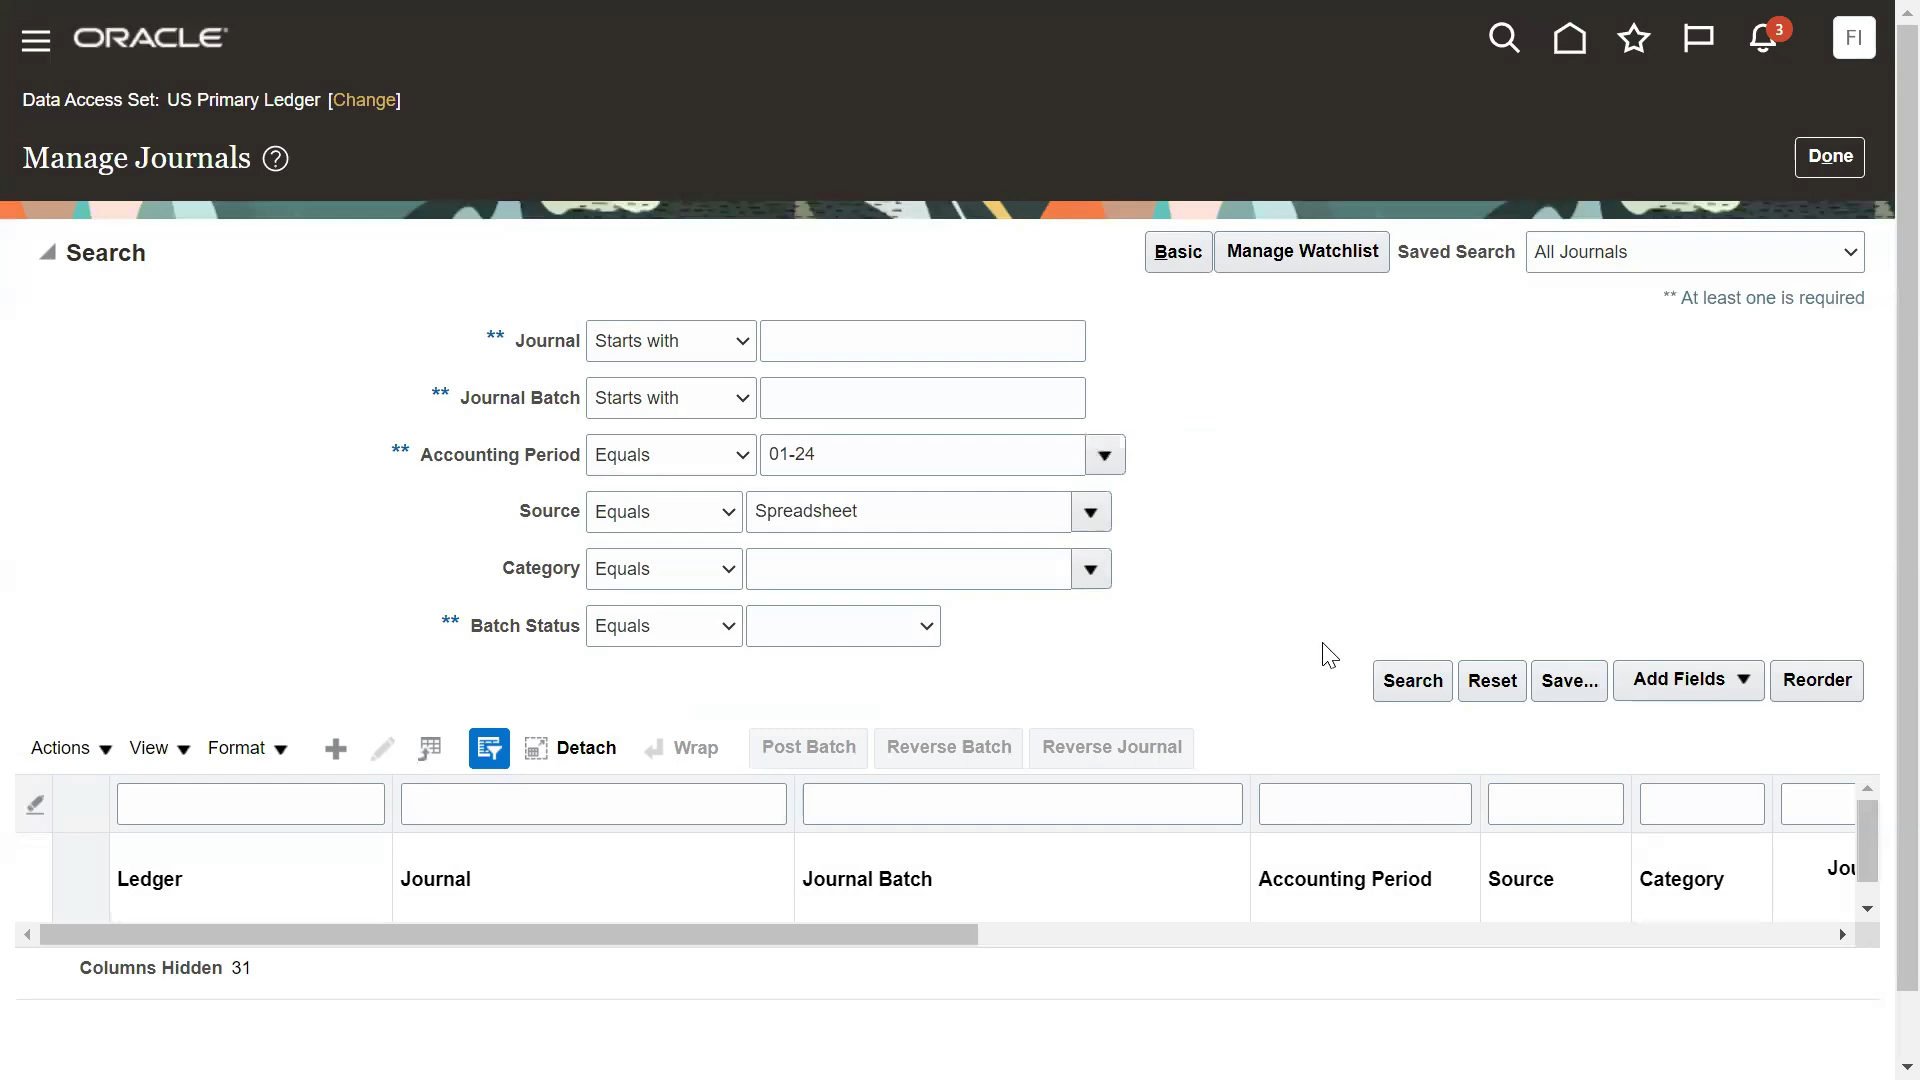 ORACLE
3
FI
Data Access Set: US Primary Ledger [Change]
Manage Journals ?
Done
Search
Basic Manage Watchlist Saved Search All Journals
** At least one is required
** Journal Starts with
** Journal Batch Starts with
** Accounting Period Equals 01-24
Source Equals Spreadsheet
Category Equals
** Batch Status Equals
Search Reset Save... Add Fields Reorder
Actions View Format Detach Wrap Post Batch Reverse Batch Reverse Journal
Ledger Journal Journal Batch Accounting Period Source Category Jou
Columns Hidden 31